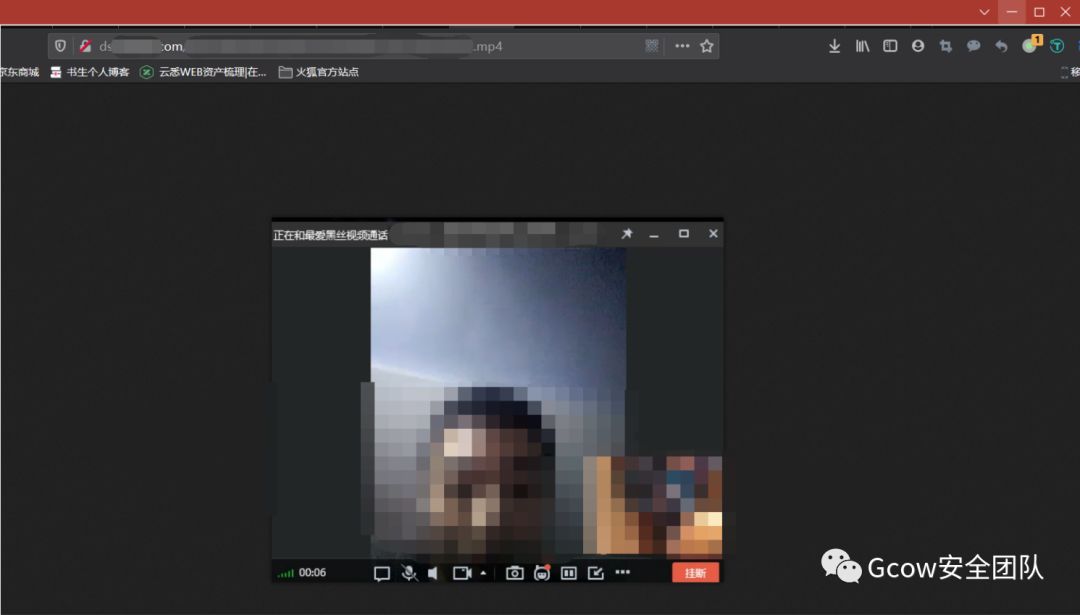 ds com, .mp4
1
京东商城 书生个人博客 云悉WEB资产梳理|在... 火狐官方站点 移
正在和最爱黑丝视频通话
00:06 挂断
Gcow安全团队